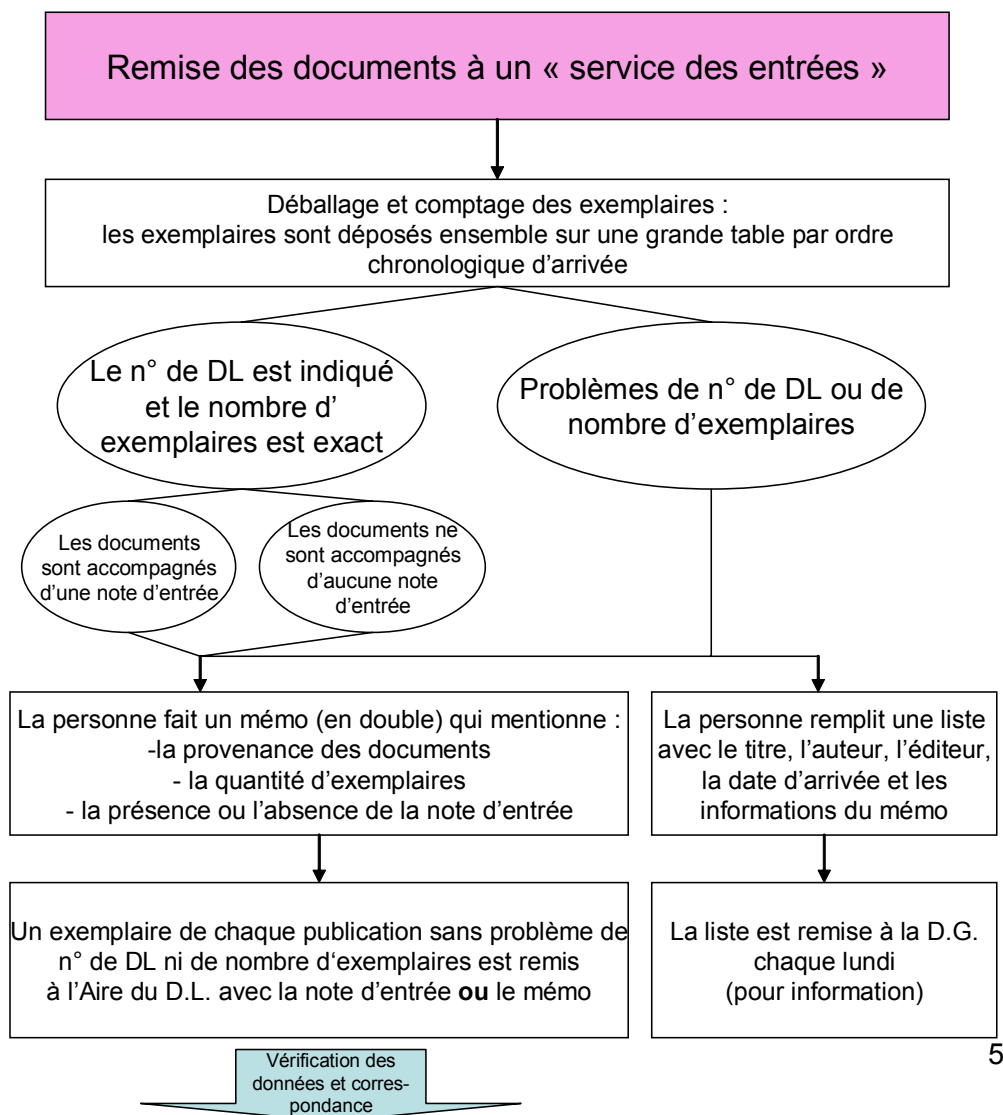 Remise des documents à un « service des entrées »
Déballage et comptage des exemplaires :
les exemplaires sont déposés ensemble sur une grande table par ordre
chronologique d’arrivée
Le n° de DL est indiqué
et le nombre d’
exemplaires est exact
Problèmes de n° de DL ou de
nombre d’exemplaires
Les documents
sont accompagnés
d’une note d’entrée
Les documents ne
sont accompagnés
d’aucune note
d’entrée
La personne fait un mémo (en double) qui mentionne :
-la provenance des documents
- la quantité d’exemplaires
- la présence ou l’absence de la note d’entrée
La personne remplit une liste
avec le titre, l’auteur, l’éditeur,
la date d’arrivée et les
informations du mémo
Un exemplaire de chaque publication sans problème de
n° de DL ni de nombre d‘exemplaires est remis
à l’Aire du D.L. avec la note d’entrée ou le mémo
La liste est remise à la D.G.
chaque lundi
(pour information)
5
Vérification des
données et corres-
pondance